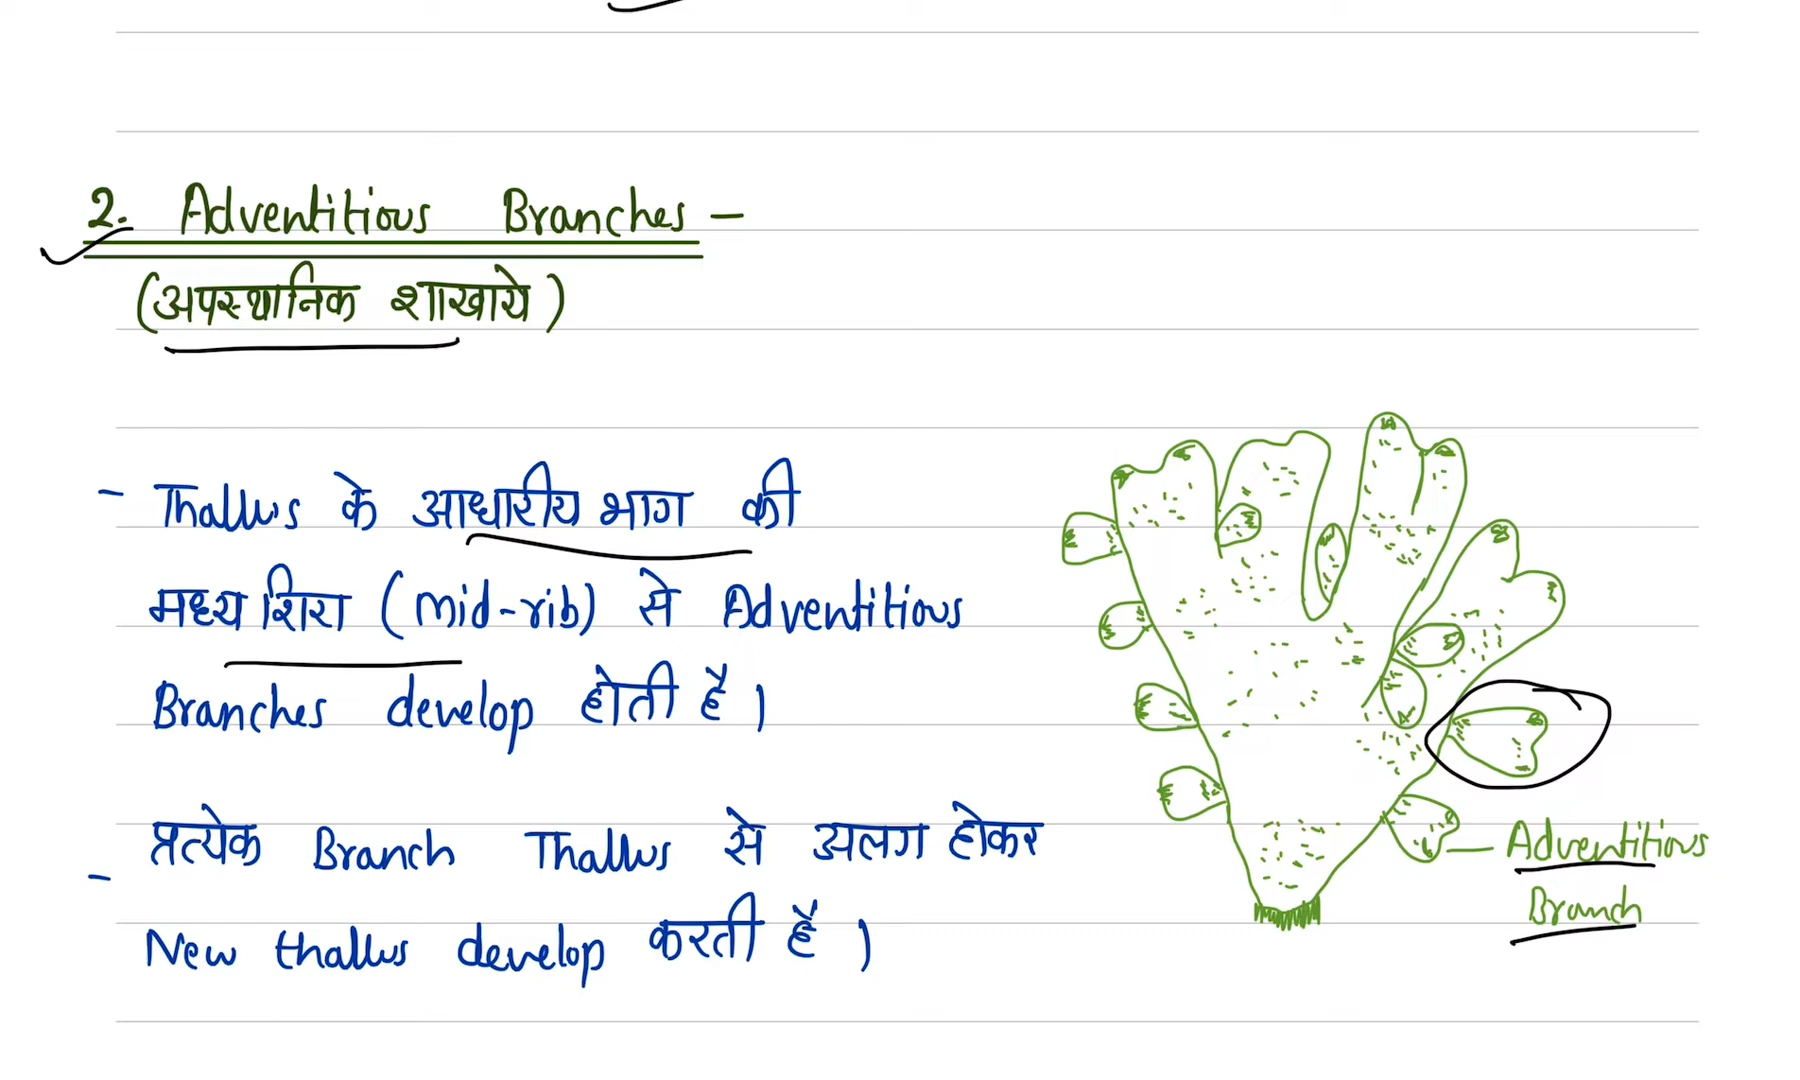 2. Adventitious Branches -
(अपस्थानिक शाखाये)
- Thallus के आधारीय भाग की
मध्य शिरा (mid-rib) से Adventitious
Branches develop होती है ।
- प्रत्येक Branch Thallus से अलग होकर
New thallus develop करती है ।
Adventitious
Branch